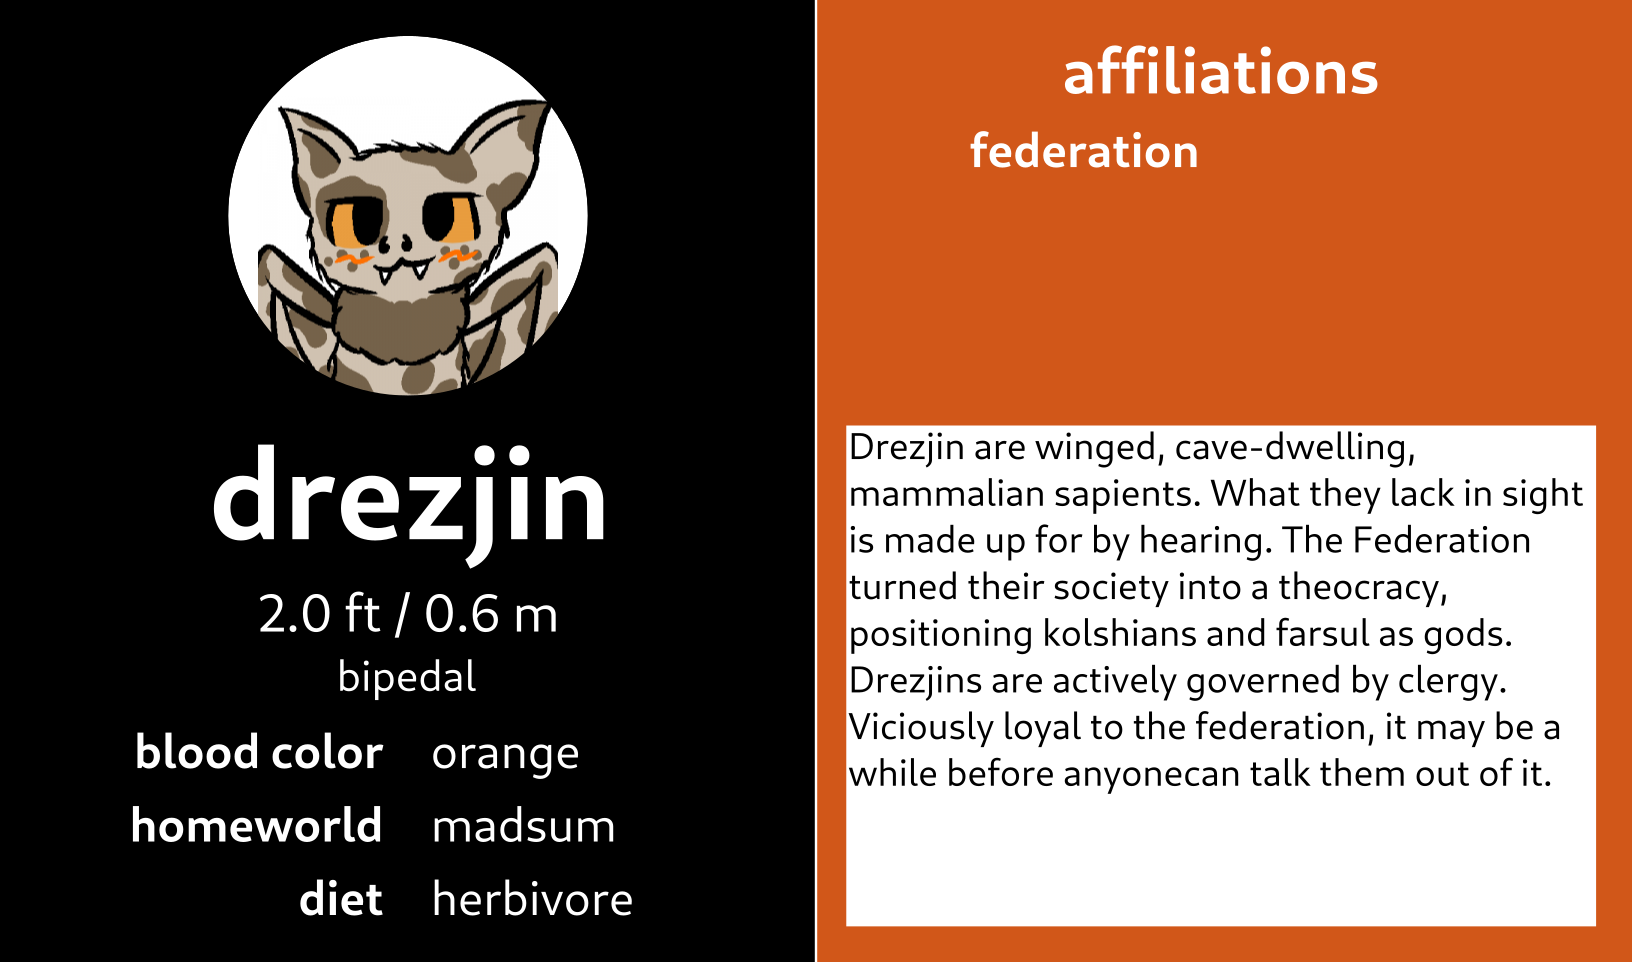 drezjin
2.0 ft / 0.6 m
bipedal
blood color orange
homeworld madsum
diet herbivore
affiliations
federation
Drezjin are winged, cave-dwelling,
mammalian sapients. What they lack in sight
is made up for by hearing. The Federation
turned their society into a theocracy,
positioning kolshians and farsul as gods.
Drezjins are actively governed by clergy.
Viciously loyal to the federation, it may be a
while before anyonecan talk them out of it.